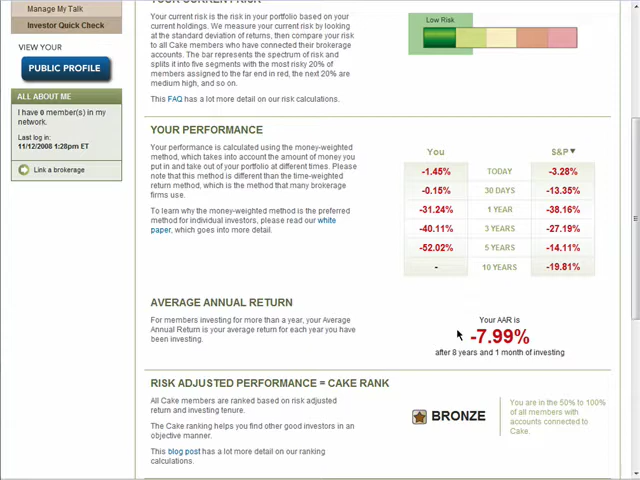 Manage My Talk
Investor Quick Check
VIEW YOUR
PUBLIC PROFILE
ALL ABOUT ME
I have 0 member(s) in my
network.
Last log in:
11/12/2008 1:28pm ET
Link a brokerage
YOUR CURRENT RISK
Your current risk is the risk in your portfolio based on
your current holdings. We measure your current risk by looking
at the standard deviation of returns, then compare your risk
to all Cake members who have connected their brokerage
accounts. The bar represents the spectrum of risk and
splits it into five segments with the most risky 20% of
members assigned to the far end in red, the next 20% are
medium high, and so on.
This FAQ has a lot more detail on our risk calculations.
Low Risk
YOUR PERFORMANCE
Your performance is calculated using the money-weighted
method, which takes into account the amount of money you
put in and take out of your portfolio at different times. Please
note that this method is different than the time-weighted
return method, which is the method that many brokerage
firms use.
To learn why the money-weighted method is the preferred
method for individual investors, please read our white
paper, which goes into more detail.
You S&P▼
-1.45% TODAY -3.28%
-0.15% 30 DAYS -13.35%
-31.24% 1 YEAR -38.16%
-40.11% 3 YEARS -27.19%
-52.02% 5 YEARS -14.11%
- 10 YEARS -19.81%
AVERAGE ANNUAL RETURN
For members investing for more than a year, your Average
Annual Return is your average return for each year you have
been investing.
Your AAR is
-7.99%
after 8 years and 1 month of investing
RISK ADJUSTED PERFORMANCE = CAKE RANK
All Cake members are ranked based on risk adjusted
return and investing tenure.
The Cake ranking helps you find other good investors in an
objective manner.
This blog post has a lot more detail on our ranking
calculations.
BRONZE
You are in the 50% to 100%
of all members with
accounts connected to
Cake.